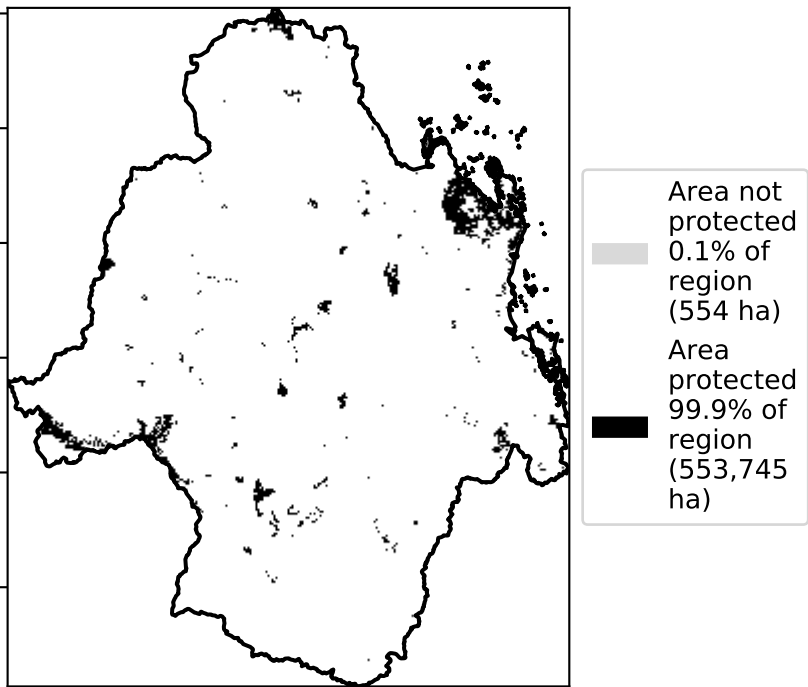 Area not
protected
0.1% of
region
(554 ha)
Area
protected
99.9% of
region
(553,745
ha)